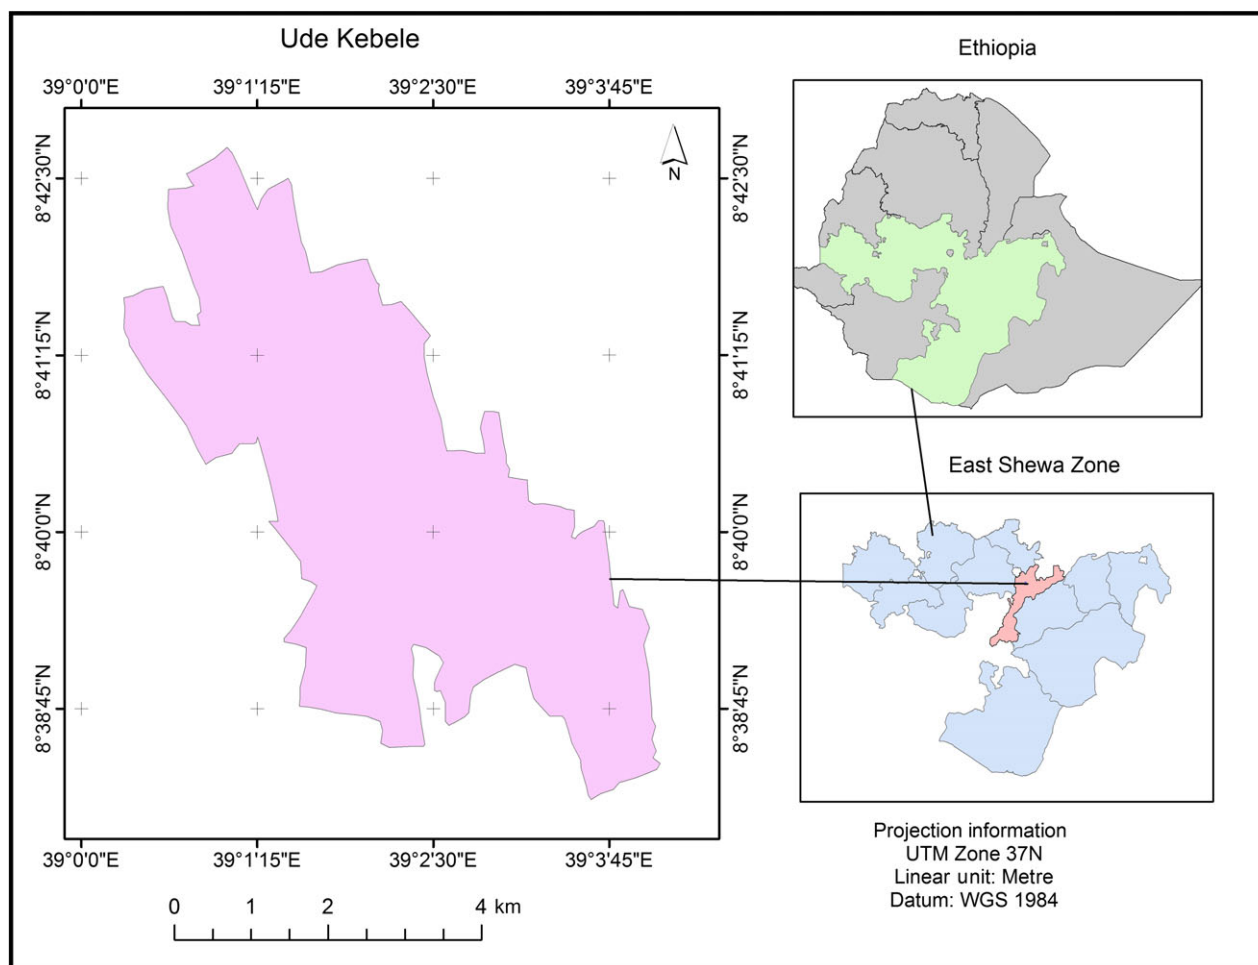 Ude Kebele
39°0'0"E 39°1'15"E 39°2'30"E 39°3'45"E
8°42'30"N
8°41'15"N
8°40'0"N
8°38'45"N
N
8°42'30"N
8°41'15"N
8°40'0"N
8°38'45"N
39°0'0"E 39°1'15"E 39°2'30"E 39°3'45"E
0 1 2 4 km
Ethiopia
East Shewa Zone
Projection information
UTM Zone 37N
Linear unit: Metre
Datum: WGS 1984